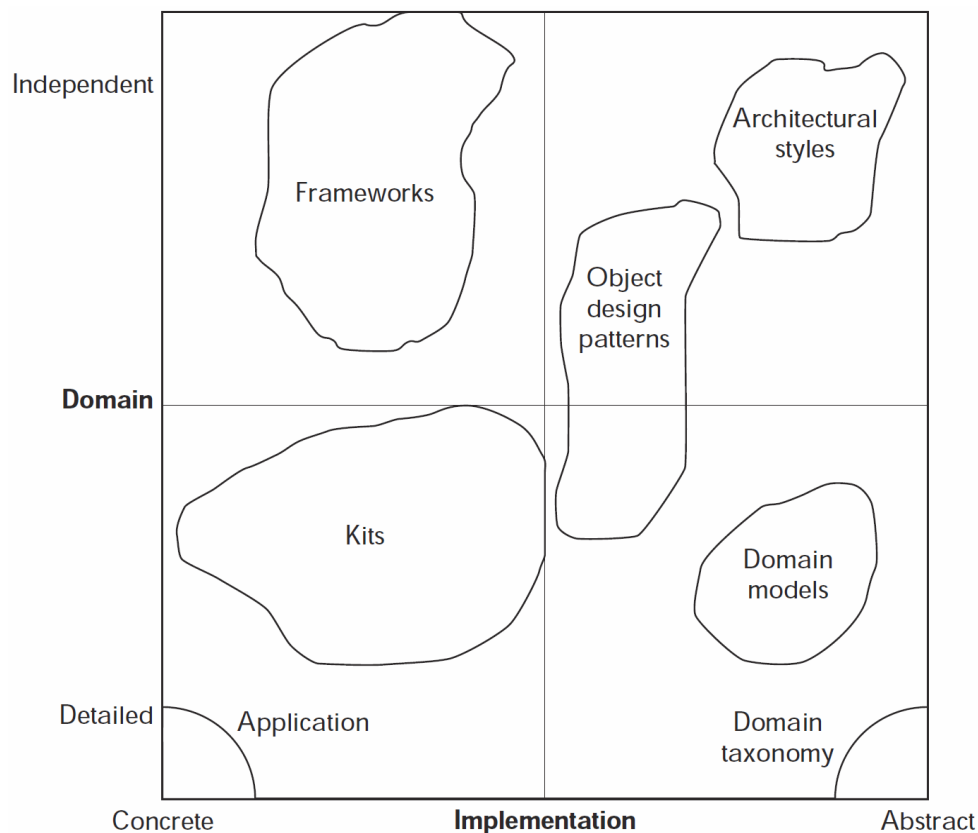 Independent
Architectural
styles
Frameworks
Object
design
patterns
Domain
Kits
Domain
models
Detailed
Application
Domain
taxonomy
Concrete
Implementation
Abstract